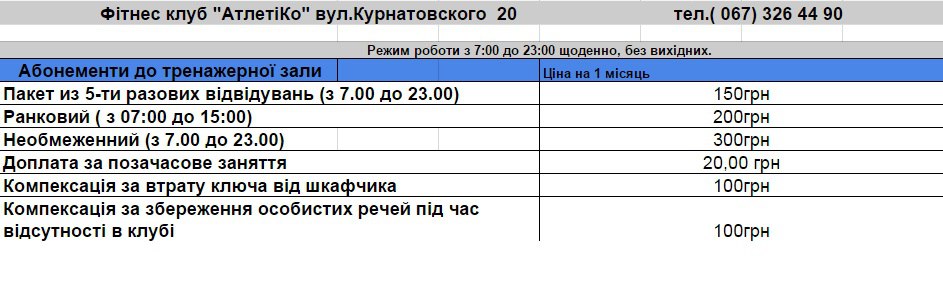 Фітнес клуб "АтлетіКо" вул.Курнатовского 20 тел.( 067) 326 44 90
Режим роботи з 7:00 до 23:00 щоденно, без вихідних.
Абонементи до тренажерної зали Ціна на 1 місяць
Пакет из 5-ти разових відвідувань (з 7.00 до 23.00) 150грн
Ранковий ( з 07:00 до 15:00) 200грн
Необмеженний (з 7.00 до 23.00) 300грн
Доплата за позачасове заняття 20,00 грн
Компексація за втрату ключа від шкафчика 100грн
Компексація за збереження особистих речей під час
відсутності в клубі 100грн